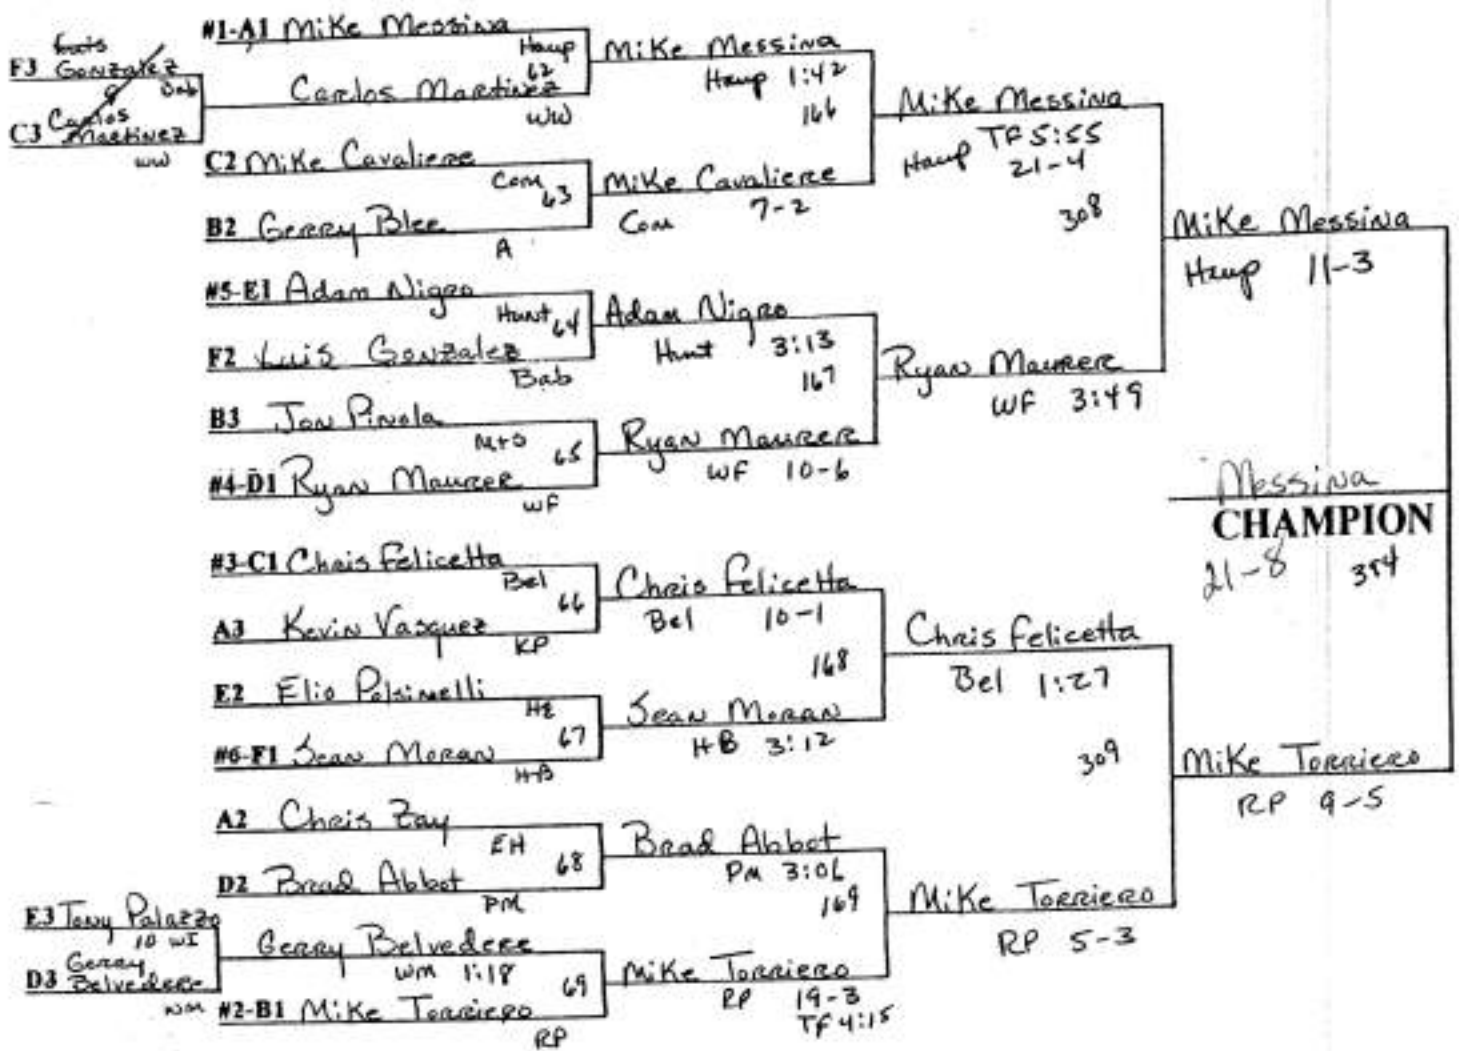 F3 Luis Gonzalez
Bab
9
C3 Carlos Martinez
WW
#1-A1 Mike Messina
Haup
62
Carlos Martinez
WW
C2 Mike Cavaliere
Com
63
B2 Gerry Blee
A
#5-E1 Adam Nigro
Hunt
64
F2 Luis Gonzalez
Bab
B3 Jon Pinola
65
#4-D1 Ryan Maurer
WF
#3-C1 Chris Felicetta
Bel
66
A3 Kevin Vasquez
KP
E2 Elio Polsinelli
HE
67
#6-F1 Sean Moran
HB
A2 Chris Zay
EH
68
D2 Brad Abbot
PM
E3 Tony Palazzo
10 WI
D3 Gerry Belvedere
WM
Gerry Belvedere
WM 1:18
69
#2-B1 Mike Torriero
RP
Mike Messina
Haup 1:42
166
Mike Cavaliere
Com 7-2
Adam Nigro
Hunt 3:13
167
Ryan Maurer
WF 10-6
Chris Felicetta
Bel 10-1
168
Sean Moran
HB 3:12
Brad Abbot
PM 3:06
169
Mike Torriero
RP 19-3
TF 4:15
Mike Messina
Haup TF 5:55
21-4
308
Ryan Maurer
WF 3:49
Chris Felicetta
Bel 1:27
309
Mike Torriero
RP 5-3
Mike Messina
Haup 11-3
Mike Torriero
RP 9-5
Messina
CHAMPION
21-8